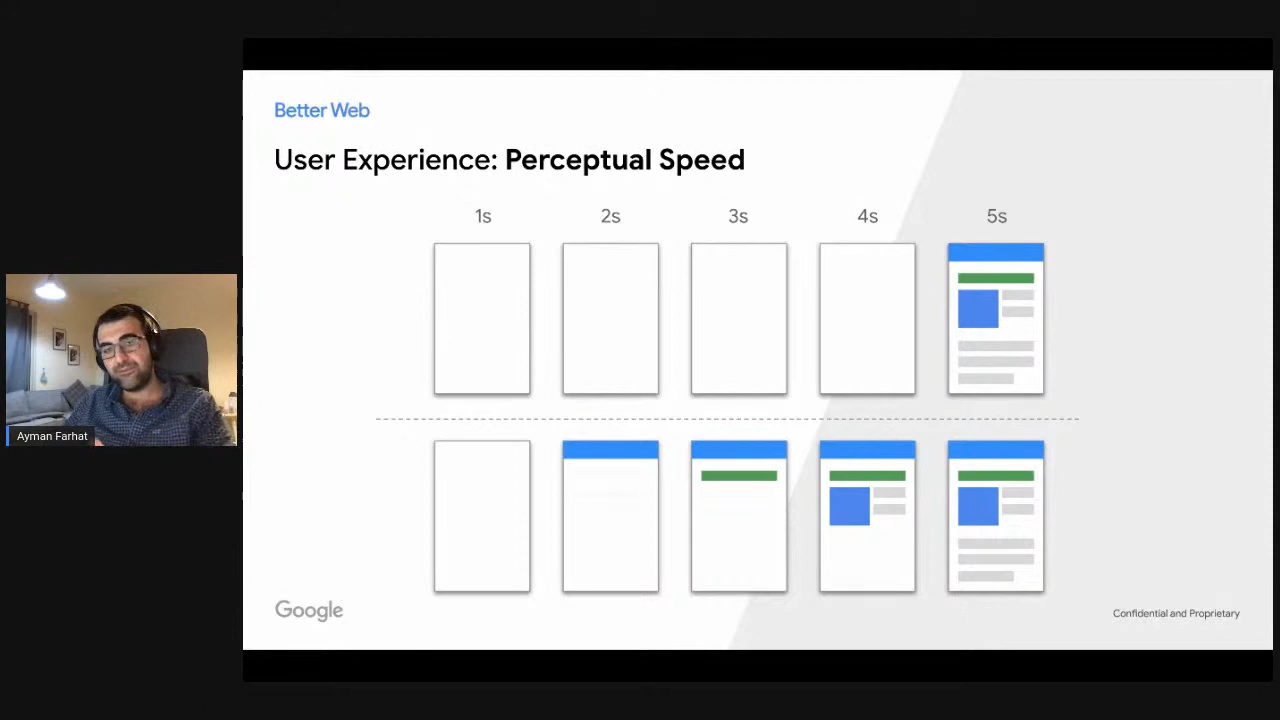 Better Web
User Experience: Perceptual Speed
1s 2s 3s 4s 5s
Ayman Farhat
Google
Confidential and Proprietary